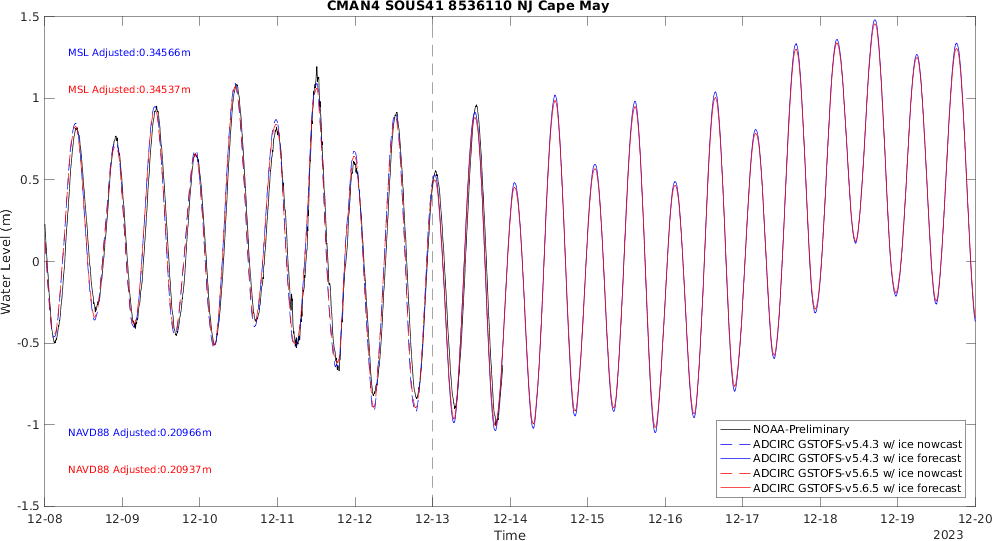 CMAN4 SOUS41 8536110 NJ Cape May
1.5
1
0.5
0
-0.5
-1
-1.5
Water Level (m)
MSL Adjusted:0.34566m
MSL Adjusted:0.34537m
NAVD88 Adjusted:0.20966m
NAVD88 Adjusted:0.20937m
NOAA-Preliminary
ADCIRC GSTOFS-v5.4.3 w/ ice nowcast
ADCIRC GSTOFS-v5.4.3 w/ ice forecast
ADCIRC GSTOFS-v5.6.5 w/ ice nowcast
ADCIRC GSTOFS-v5.6.5 w/ ice forecast
12-08 12-09 12-10 12-11 12-12 12-13 12-14 12-15 12-16 12-17 12-18 12-19 12-20
Time
2023